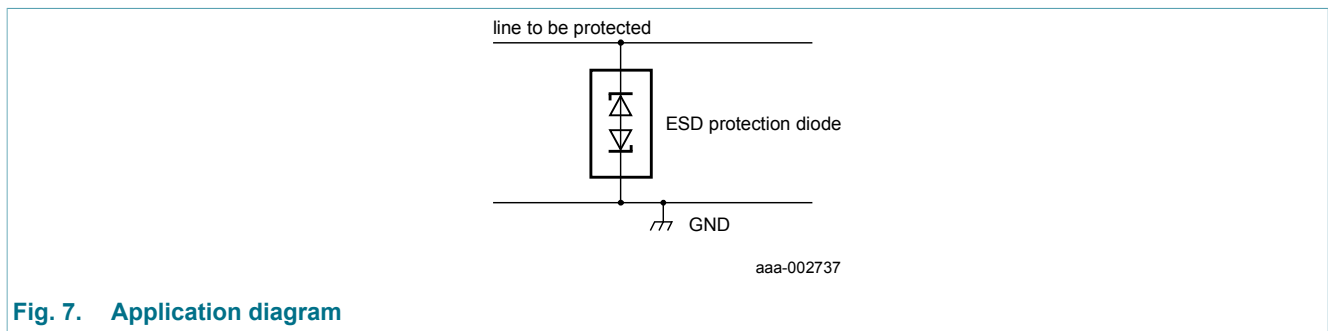 line to be protected
ESD protection diode
GND
aaa-002737
Fig. 7. Application diagram